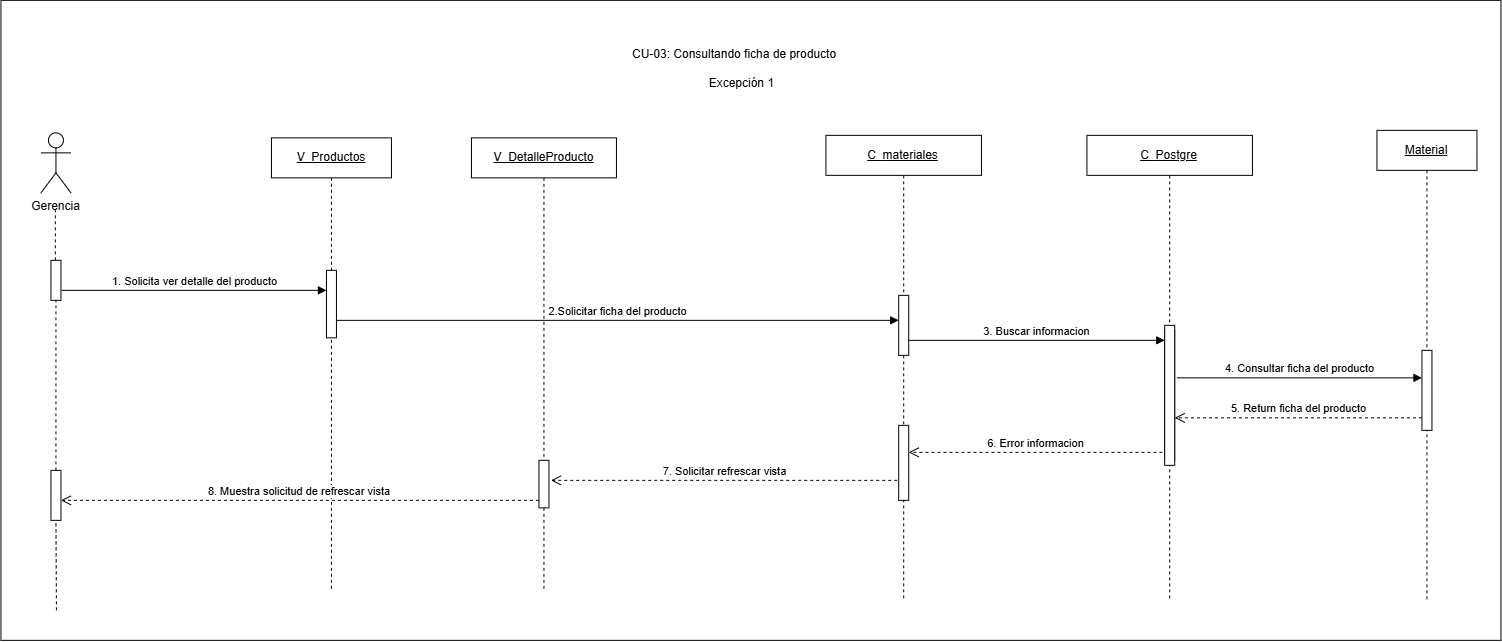 CU-03: Consultando ficha de producto
Excepción 1
Gerencia
V_Productos
V_DetalleProducto
C_materiales
C_Postgre
Material
1. Solicita ver detalle del producto
2.Solicitar ficha del producto
3. Buscar informacion
4. Consultar ficha del producto
5. Return ficha del producto
6. Error informacion
7. Solicitar refrescar vista
8. Muestra solicitud de refrescar vista